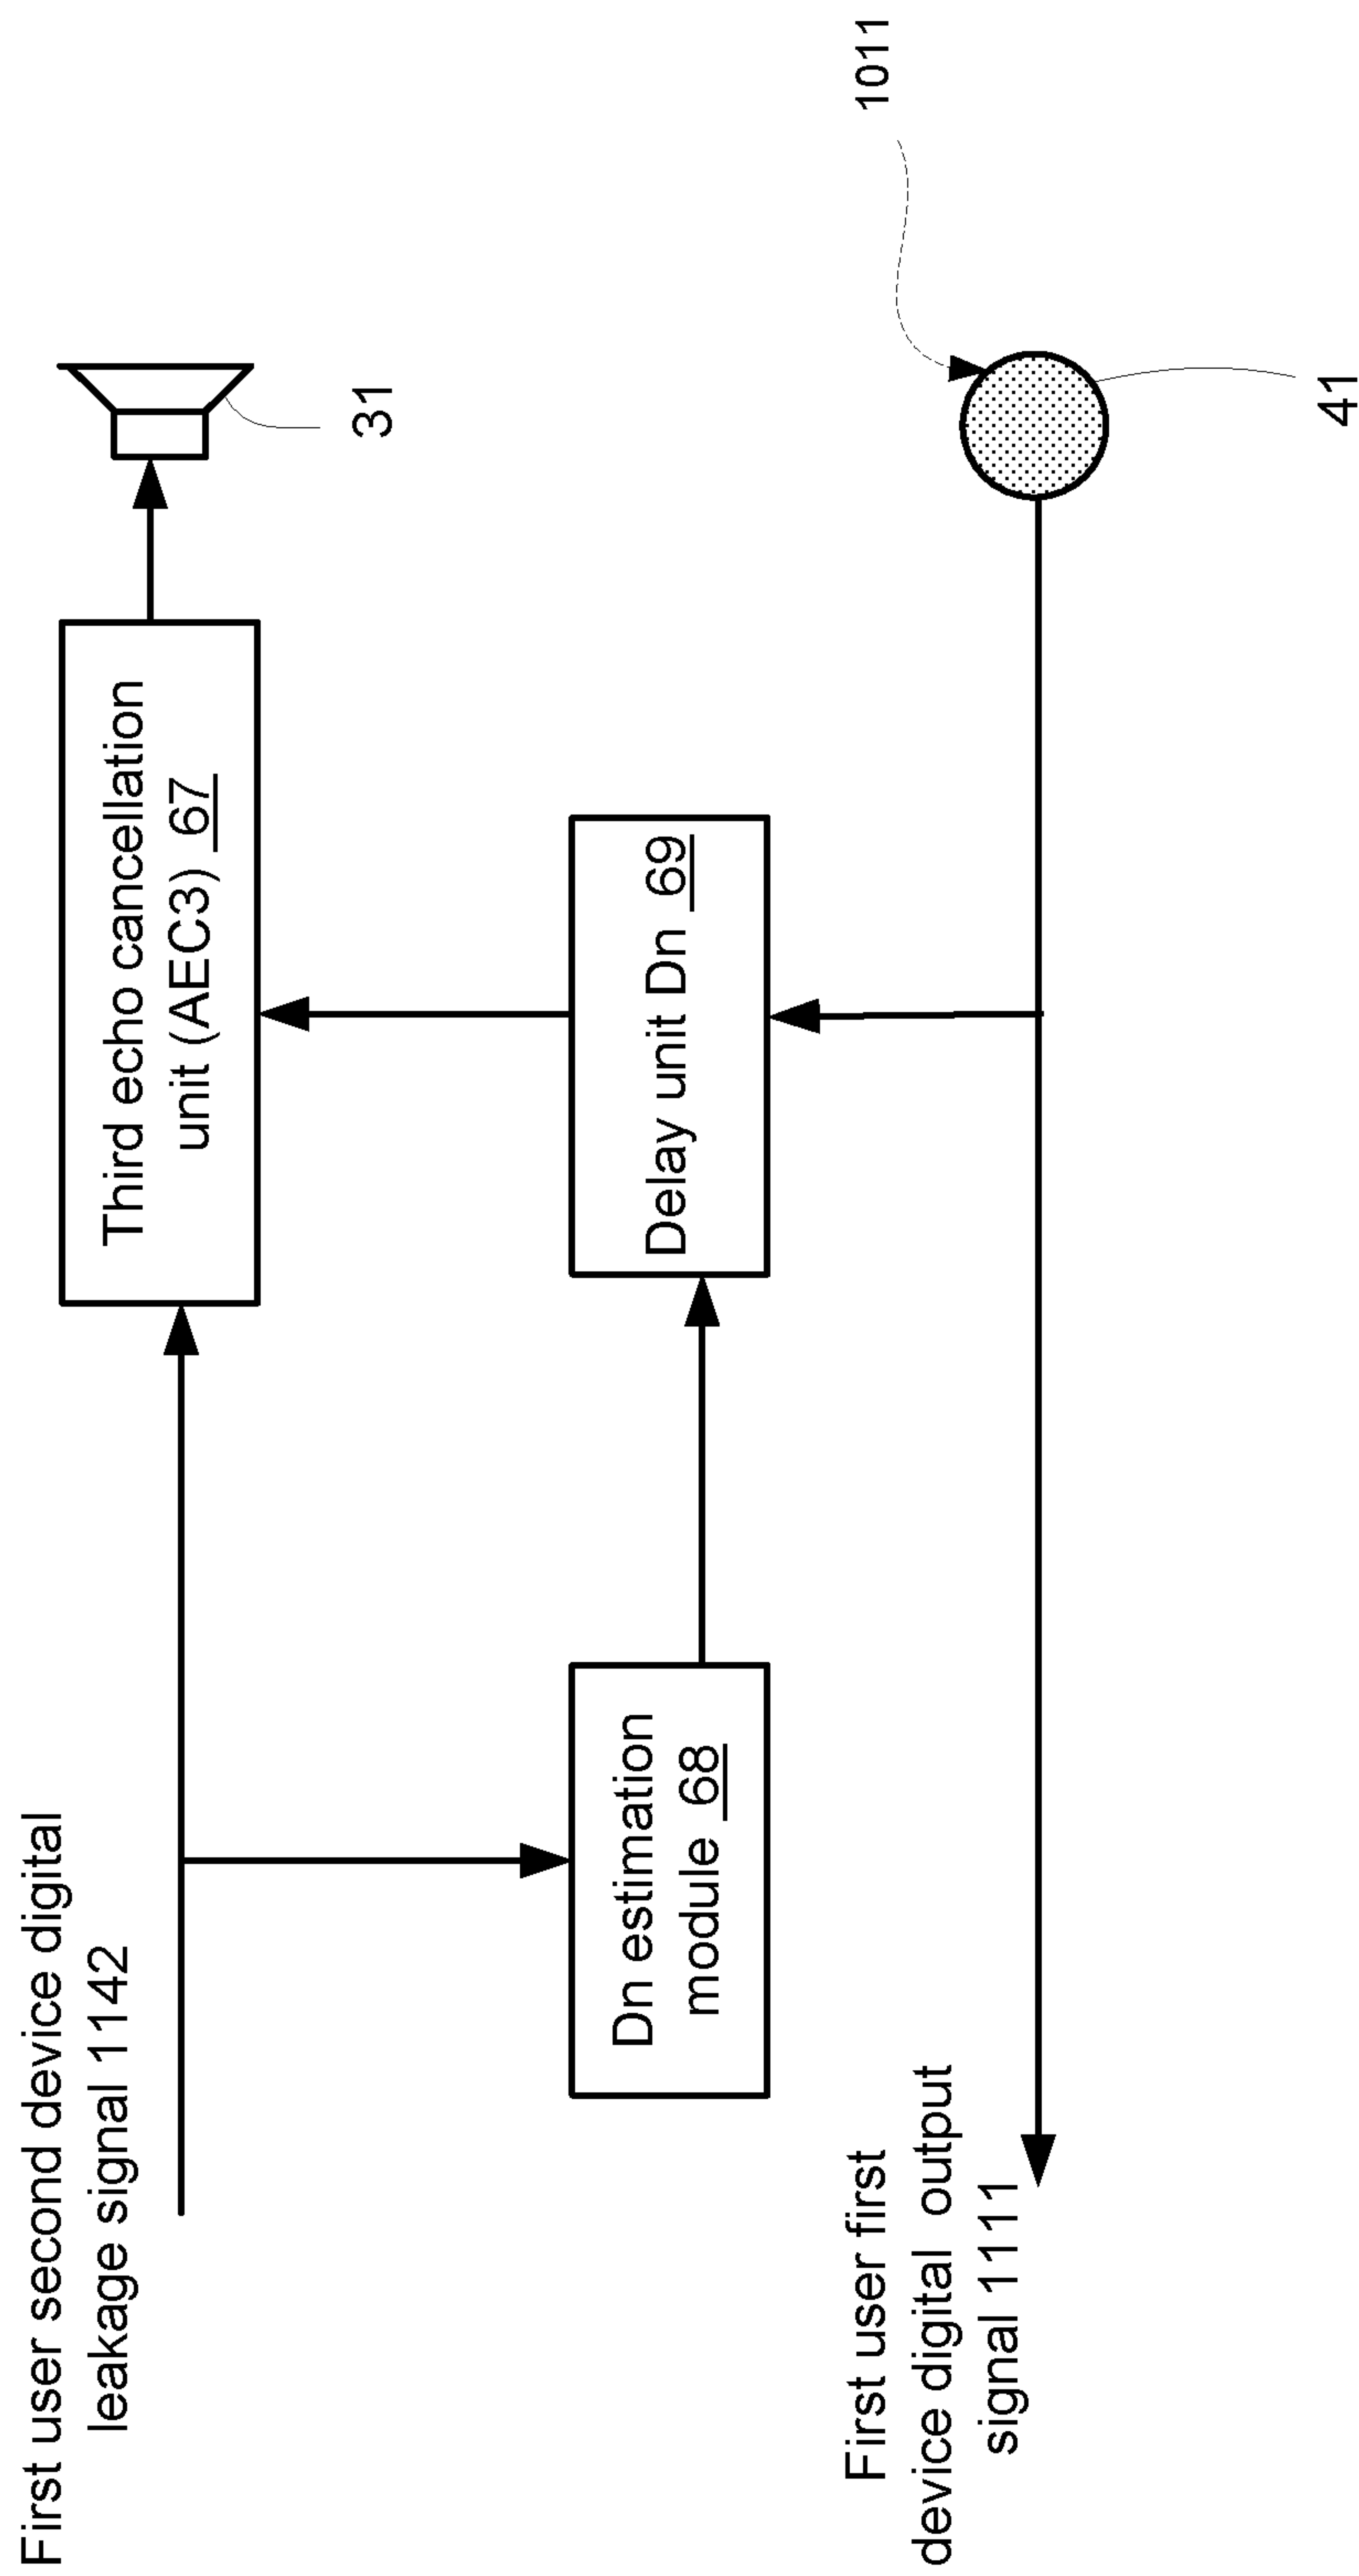 First user second device digital
leakage signal 1142
Third echo cancellation
unit (AEC3) 67
31
Dn estimation
module 68
Delay unit Dn 69
First user first
device digital output
signal 1111
41
1011